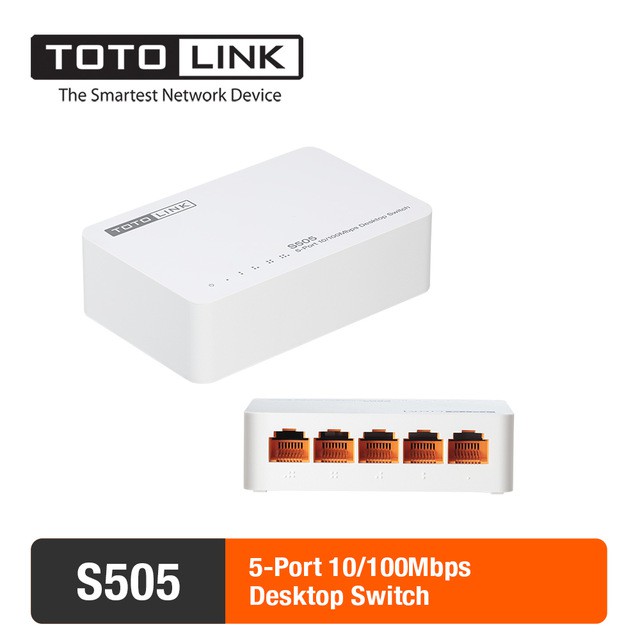 TOTO LINK
The Smartest Network Device
TOTO LINK
S505
5-Port 10/100Mbps Desktop Switch
S505
5-Port 10/100Mbps
Desktop Switch